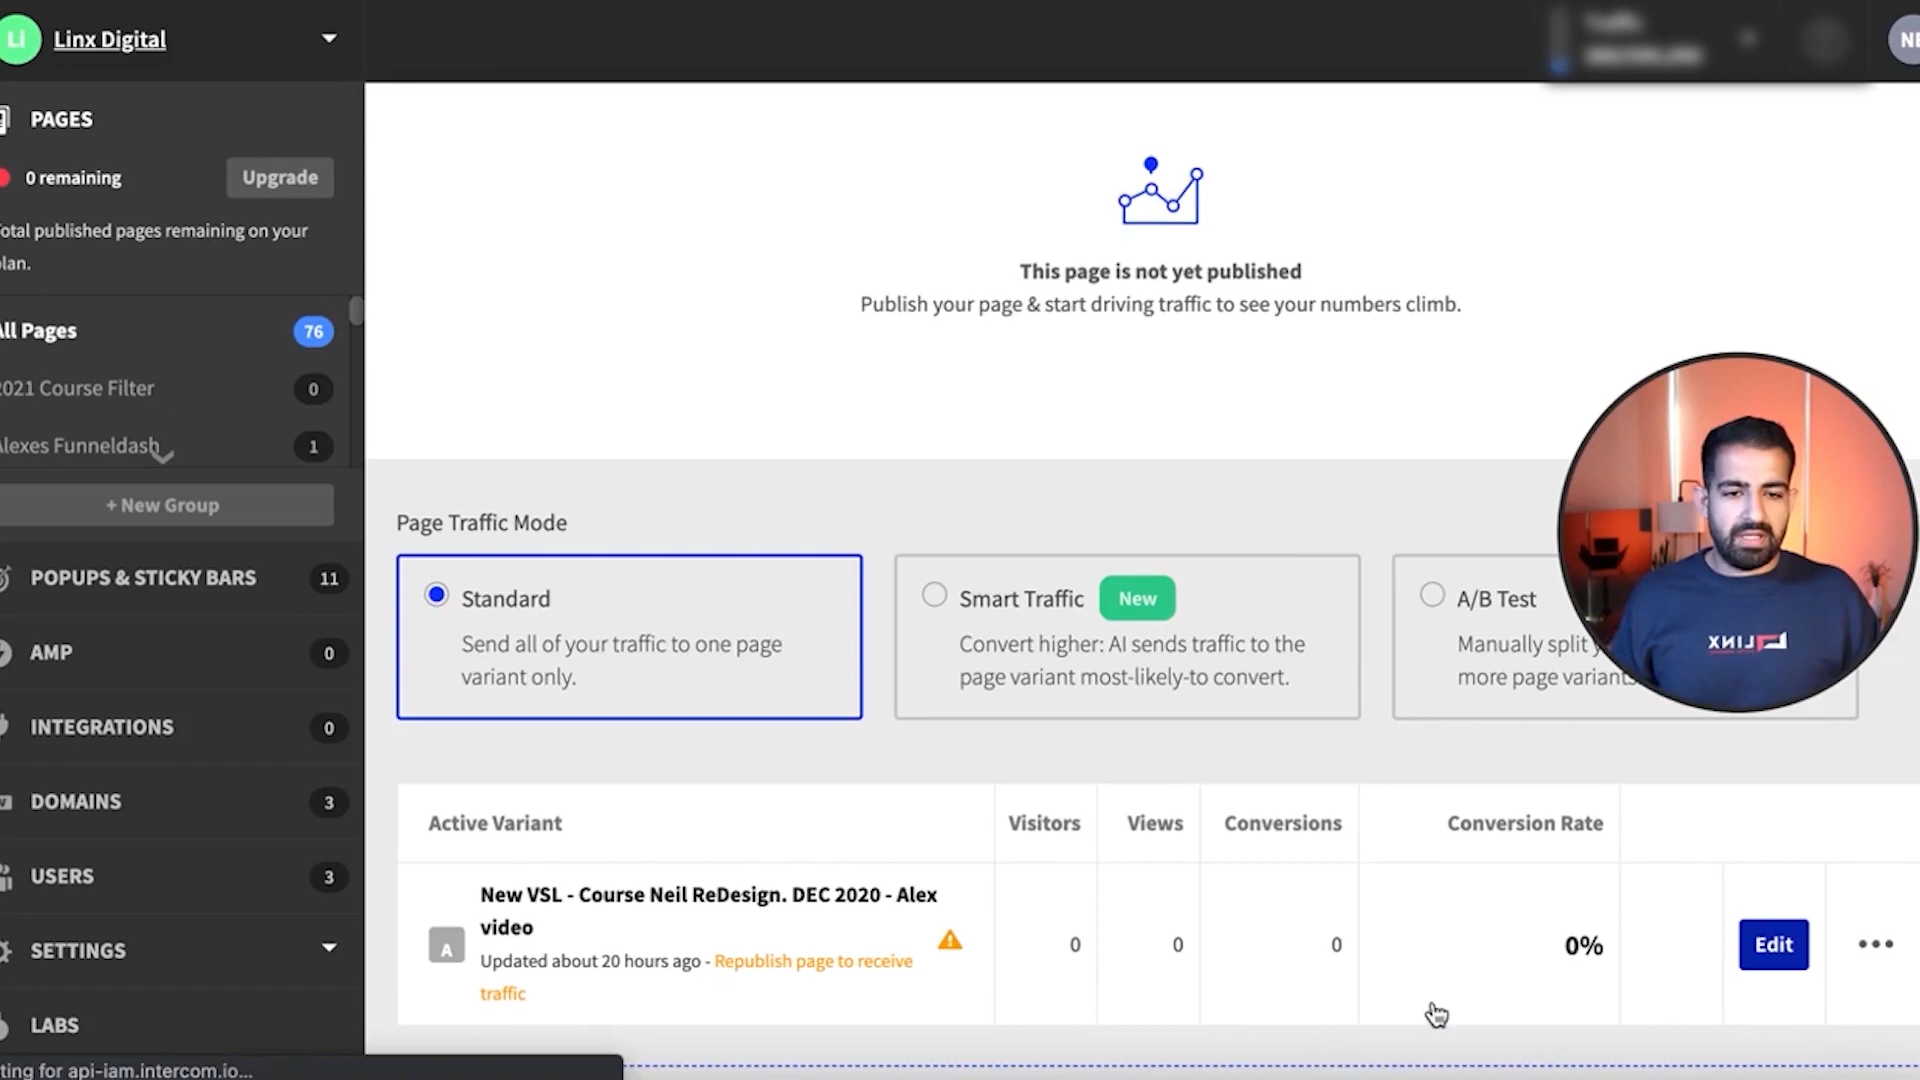 Li Linx Digital
NE
PAGES
0 remaining
Upgrade
otal published pages remaining on your
lan.
All Pages 76
2021 Course Filter 0
Alexes Funneldash 1
+ New Group
POPUPS & STICKY BARS 11
AMP 0
INTEGRATIONS 0
DOMAINS 3
USERS 3
SETTINGS
LABS
ting for api-iam.intercom.io...
This page is not yet published
Publish your page & start driving traffic to see your numbers climb.
Page Traffic Mode
Standard
Send all of your traffic to one page
variant only.
Smart Traffic New
Convert higher: AI sends traffic to the
page variant most-likely-to convert.
A/B Test
Manually split
more page variants
LINX
Active Variant Visitors Views Conversions Conversion Rate
New VSL - Course Neil ReDesign. DEC 2020 - Alex
video
A
Updated about 20 hours ago - Republish page to receive
traffic
0 0 0 0% Edit